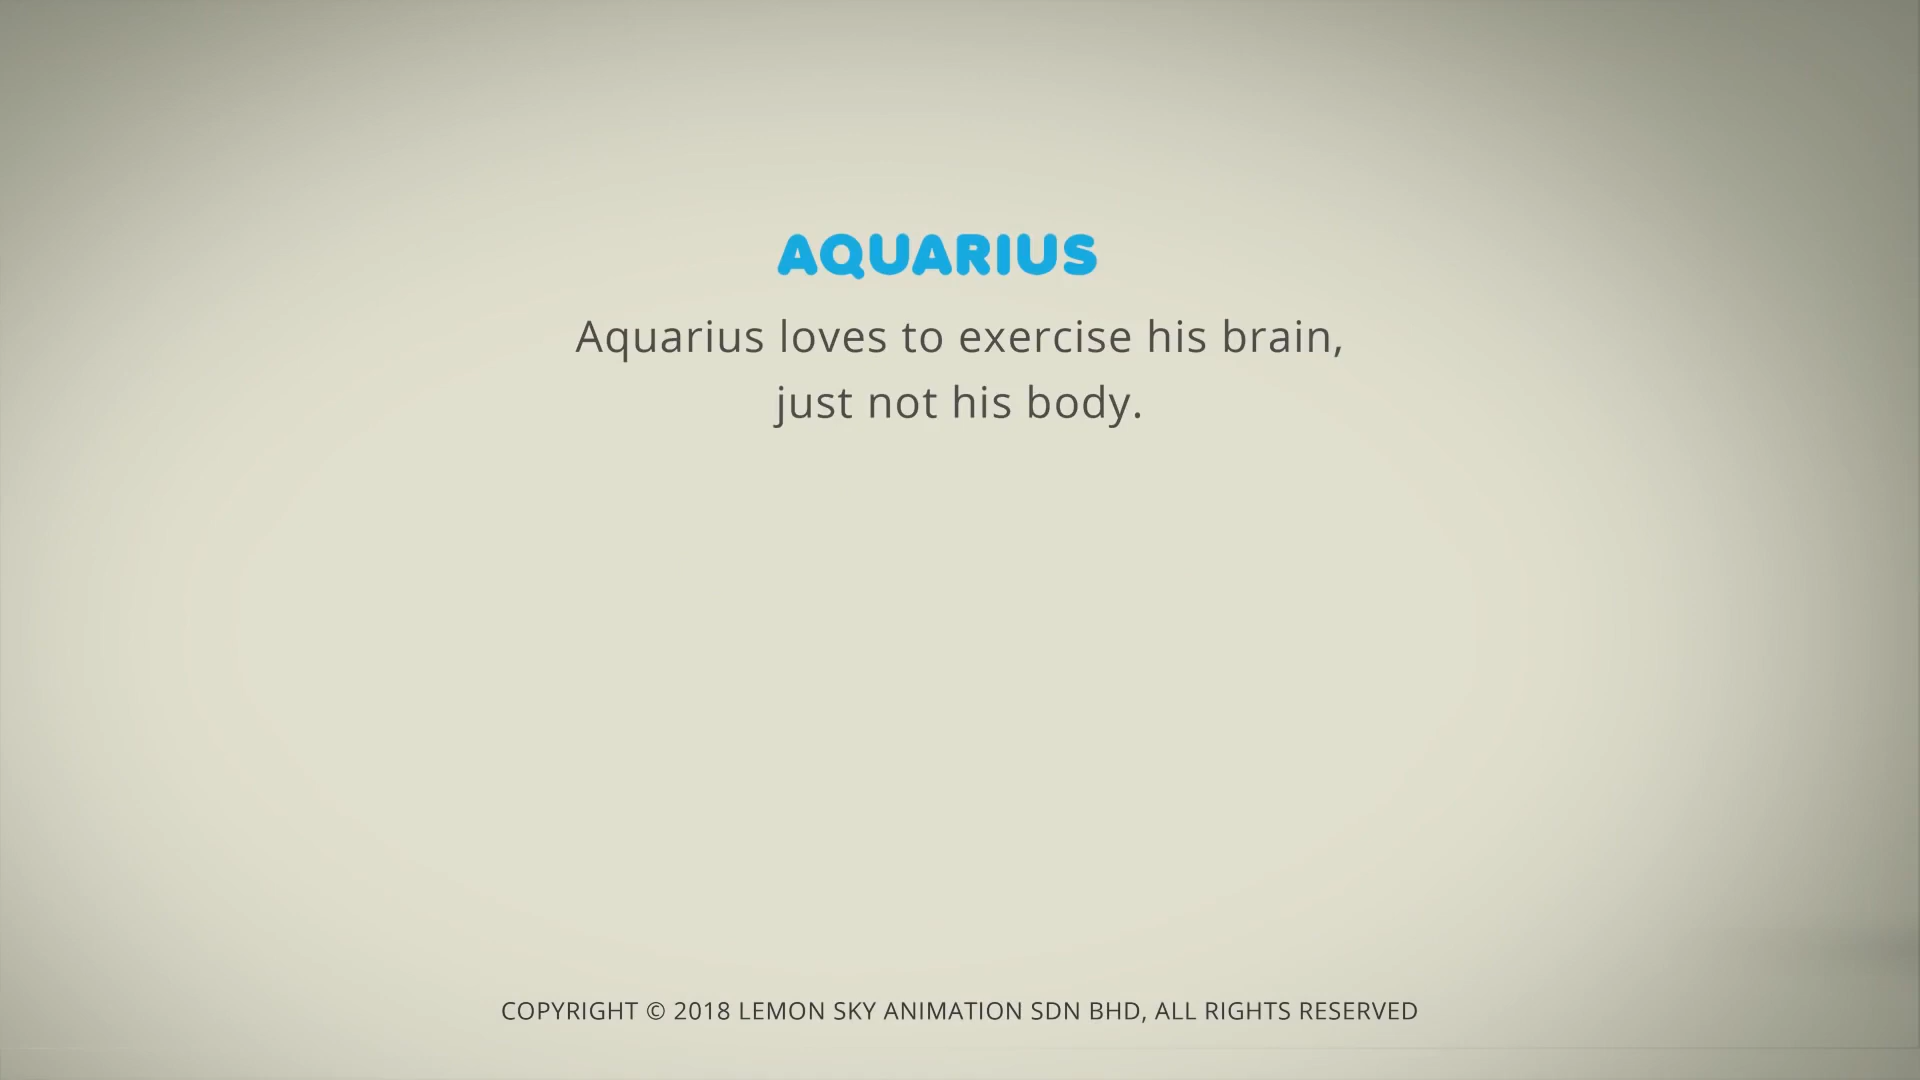 AQUARIUS
Aquarius loves to exercise his brain,
just not his body.
COPYRIGHT © 2018 LEMON SKY ANIMATION SDN BHD, ALL RIGHTS RESERVED